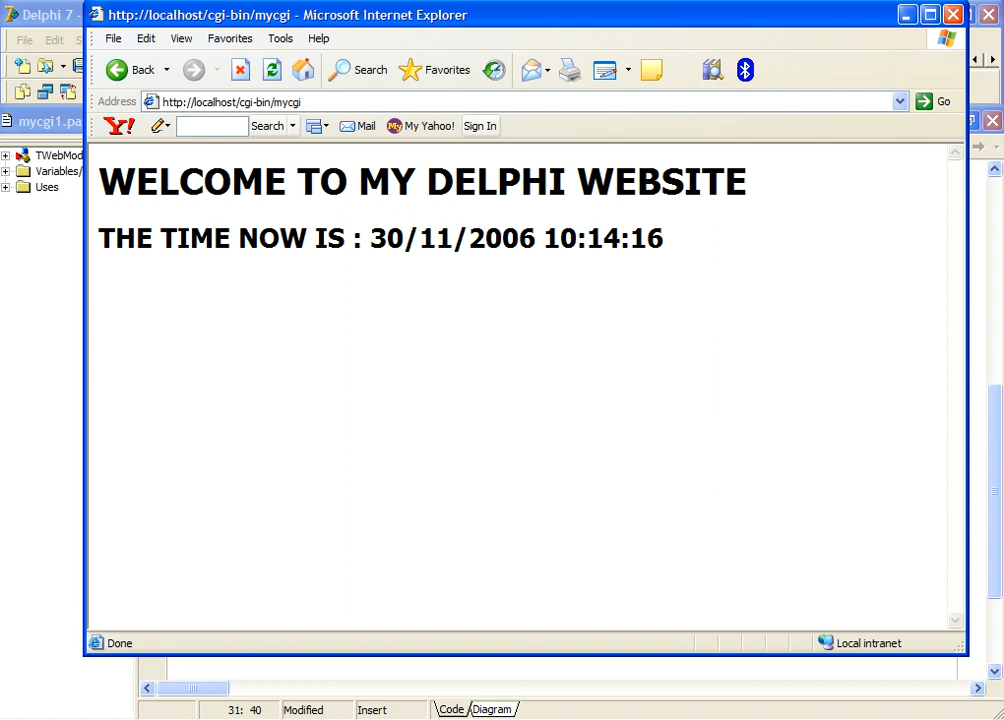 Delphi 7 -
http://localhost/cgi-bin/mycgi - Microsoft Internet Explorer
File Edit
File Edit View Favorites Tools Help
Back Search Favorites
Address http://localhost/cgi-bin/mycgi Go
mycgi1.pa
Y! Search Mail My Yahoo! Sign In
TWebMod
Variables/
Uses
WELCOME TO MY DELPHI WEBSITE
THE TIME NOW IS : 30/11/2006 10:14:16
Done Local intranet
31: 40 Modified Insert Code Diagram